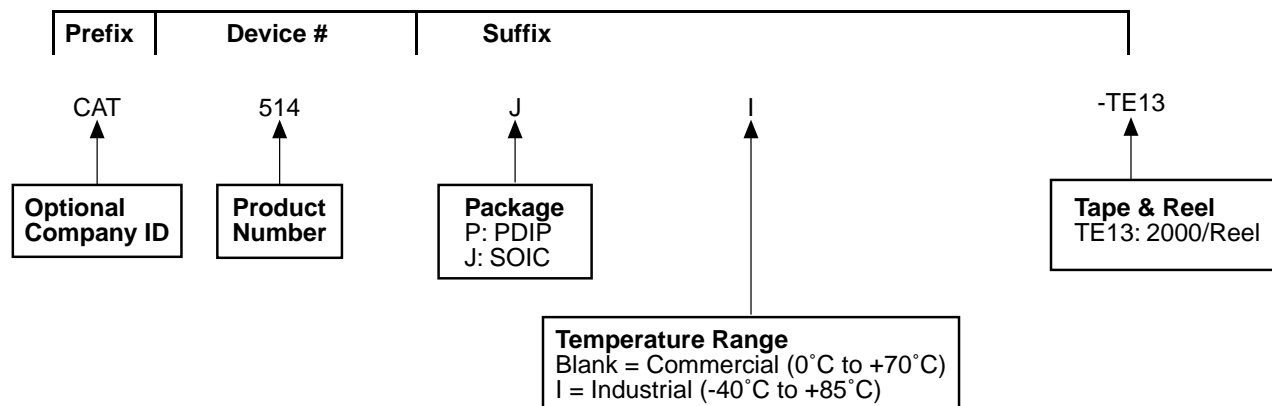 Prefix Device # Suffix
CAT 514 J I -TE13
Optional
Company ID
Product
Number
Package
P: PDIP
J: SOIC
Tape & Reel
TE13: 2000/Reel
Temperature Range
Blank = Commercial (0˚C to +70˚C)
I = Industrial (-40˚C to +85˚C)